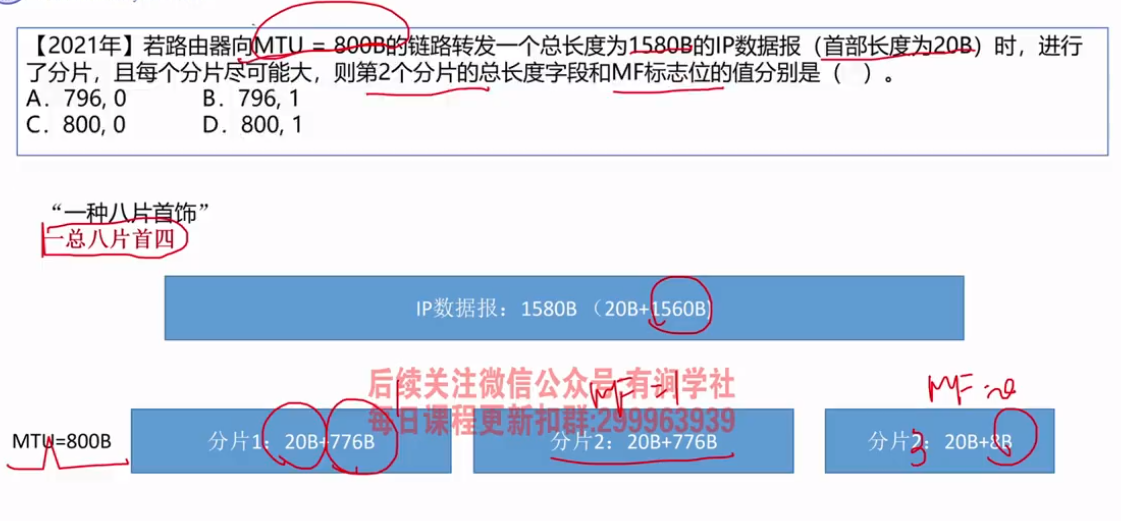 【2021年】若路由器向MTU = 800B的链路转发一个总长度为1580B的IP数据报（首部长度为20B）时，进行
了分片，且每个分片尽可能大，则第2个分片的总长度字段和MF标志位的值分别是（ ）。
A．796, 0 B．796, 1
C．800, 0 D．800, 1
“一种八片首饰”
一总八片首四
IP数据报：1580B （20B+1560B）
后续关注微信公众号:有涧学社
MF=1
MF=0
每日课程更新扣群:299963939
MTU=800B
分片1：20B+776B
分片2：20B+776B
分片3：20B+8B